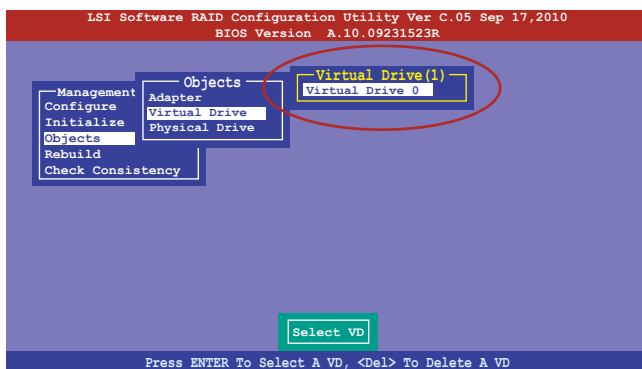 LSI Software RAID Configuration Utility Ver C.05 Sep 17,2010
BIOS Version A.10.09231523R
Management
Configure
Initialize
Objects
Rebuild
Check Consistency
Objects
Adapter
Virtual Drive
Physical Drive
Virtual Drive(1)
Virtual Drive 0
Select VD
Press ENTER To Select A VD, <Del> To Delete A VD